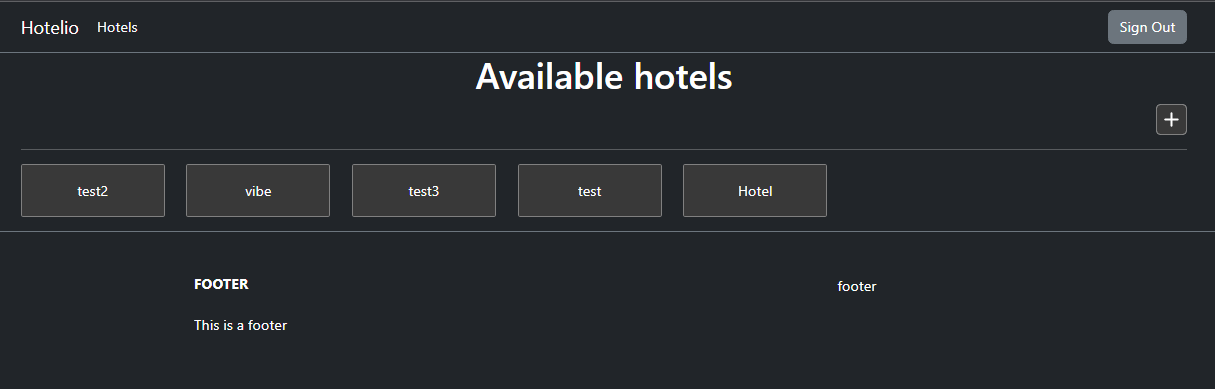 Hotelio Hotels Sign Out
Available hotels
+
test2 vibe test3 test Hotel
FOOTER footer
This is a footer